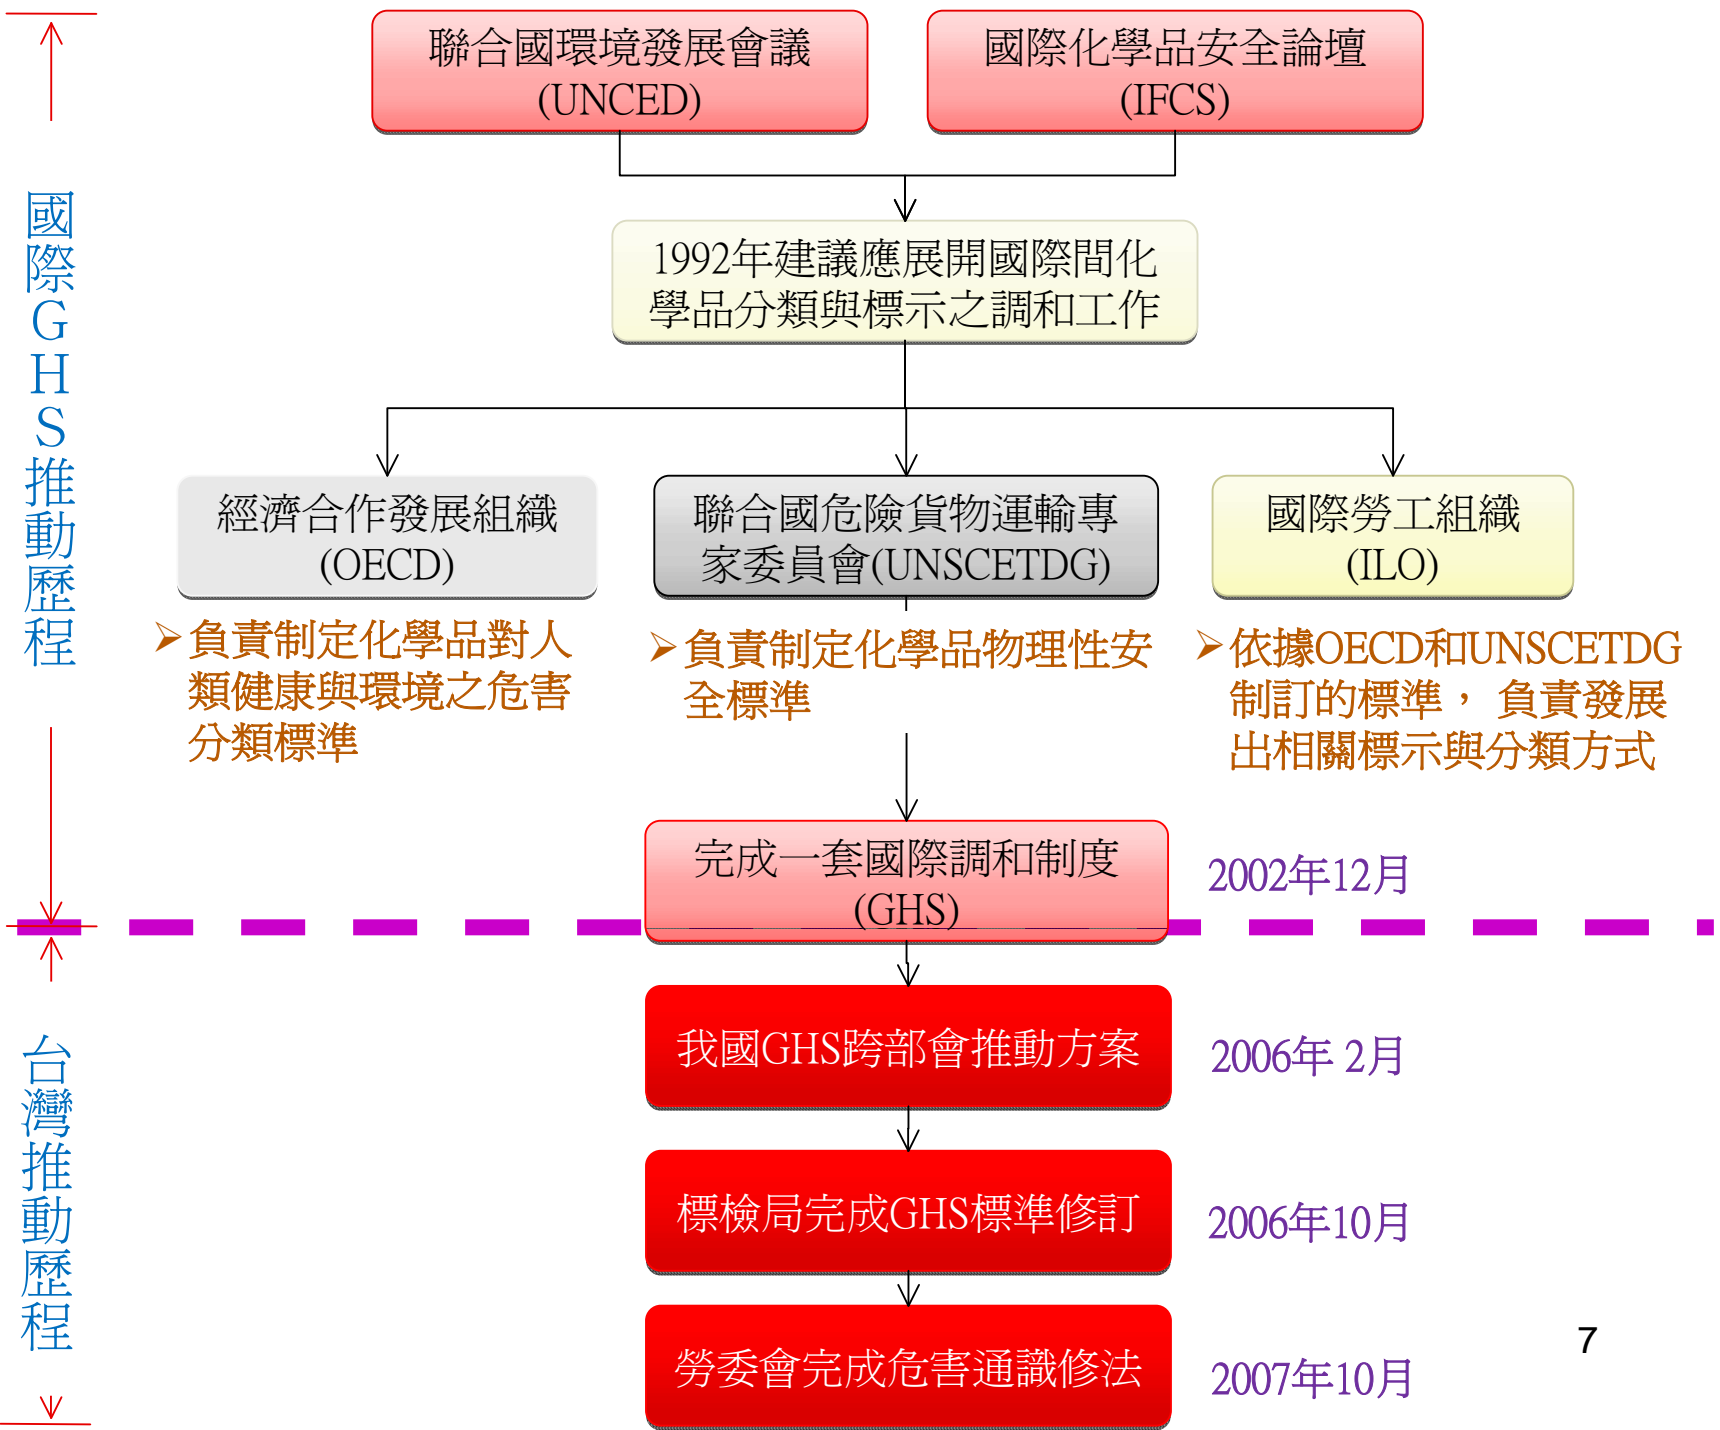 聯合國環境發展會議
(UNCED)
國際化學品安全論壇
(IFCS)
國際GHS推動歷程
1992年建議應展開國際間化
學品分類與標示之調和工作
經濟合作發展組織
(OECD)
聯合國危險貨物運輸專
家委員會(UNSCETDG)
國際勞工組織
(ILO)
➢負責制定化學品對人
類健康與環境之危害
分類標準
➢負責制定化學品物理性安
全標準
➢依據OECD和UNSCETDG
制訂的標準， 負責發展
出相關標示與分類方式
完成一套國際調和制度
(GHS)
2002年12月
台灣推動歷程
我國GHS跨部會推動方案
2006年 2月
標檢局完成GHS標準修訂
2006年10月
勞委會完成危害通識修法
2007年10月
7